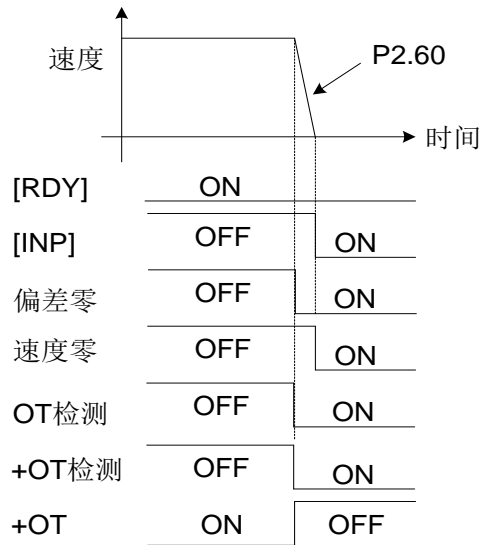 速度
P2.60
时间
[RDY] ON
[INP] OFF ON
偏差零 OFF ON
速度零 OFF ON
OT检测 OFF ON
+OT检测 OFF ON
+OT ON OFF